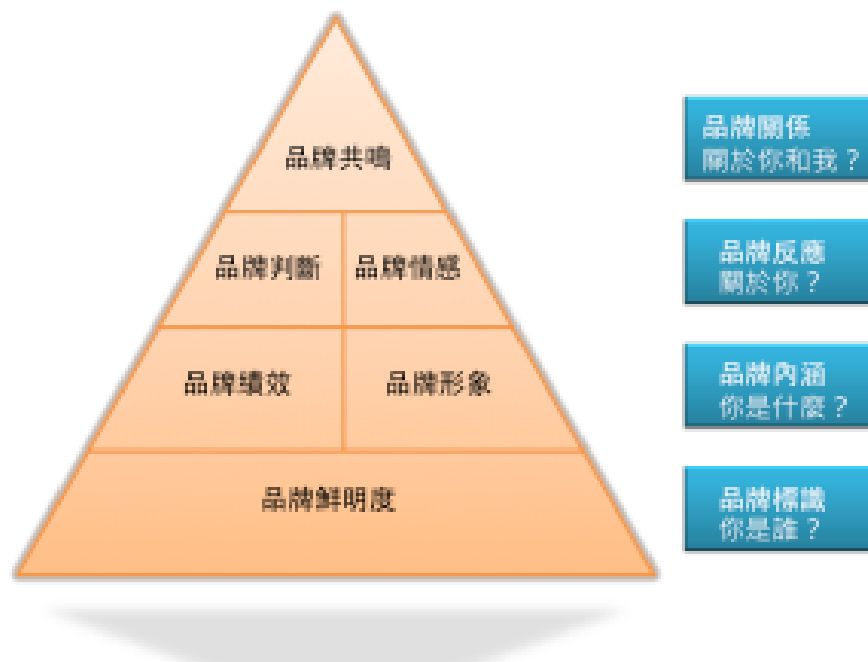 品牌共鳴
品牌判斷
品牌情感
品牌績效
品牌形象
品牌鮮明度
品牌關係
關於你和我？
品牌反應
關於你？
品牌內涵
你是什麼？
品牌標識
你是誰？